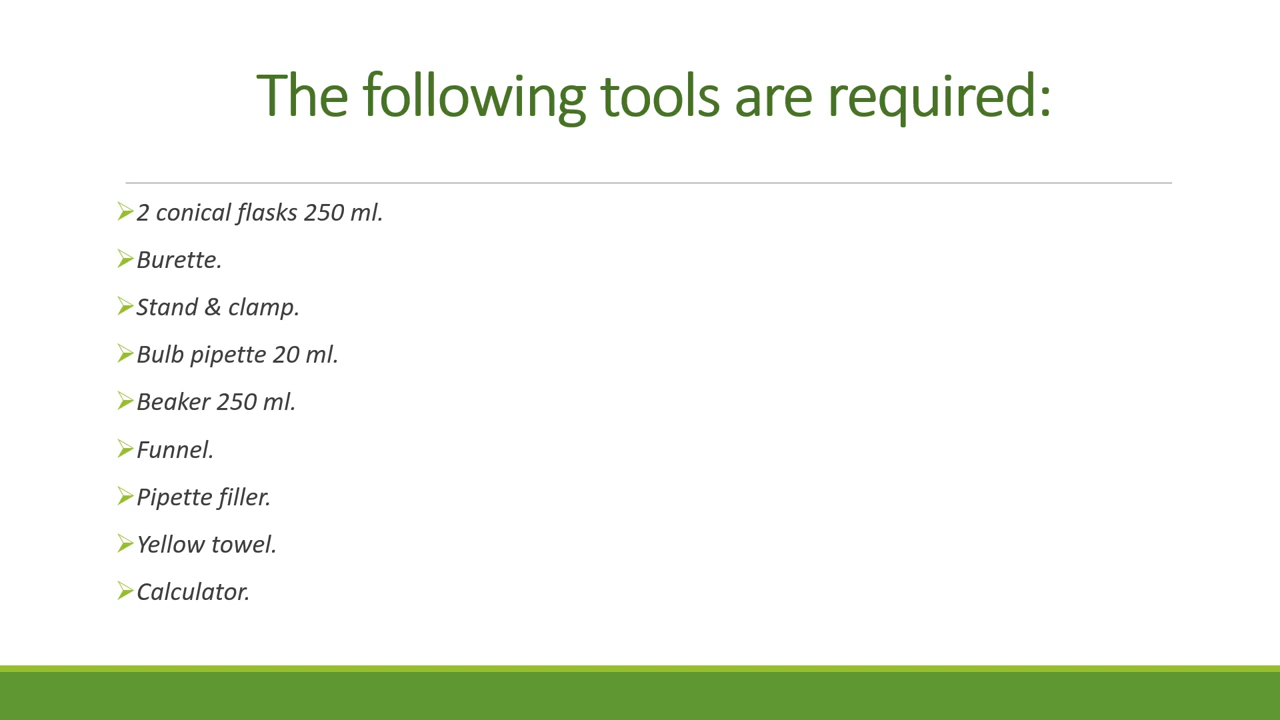 The following tools are required:
2 conical flasks 250 ml.
Burette.
Stand & clamp.
Bulb pipette 20 ml.
Beaker 250 ml.
Funnel.
Pipette filler.
Yellow towel.
Calculator.